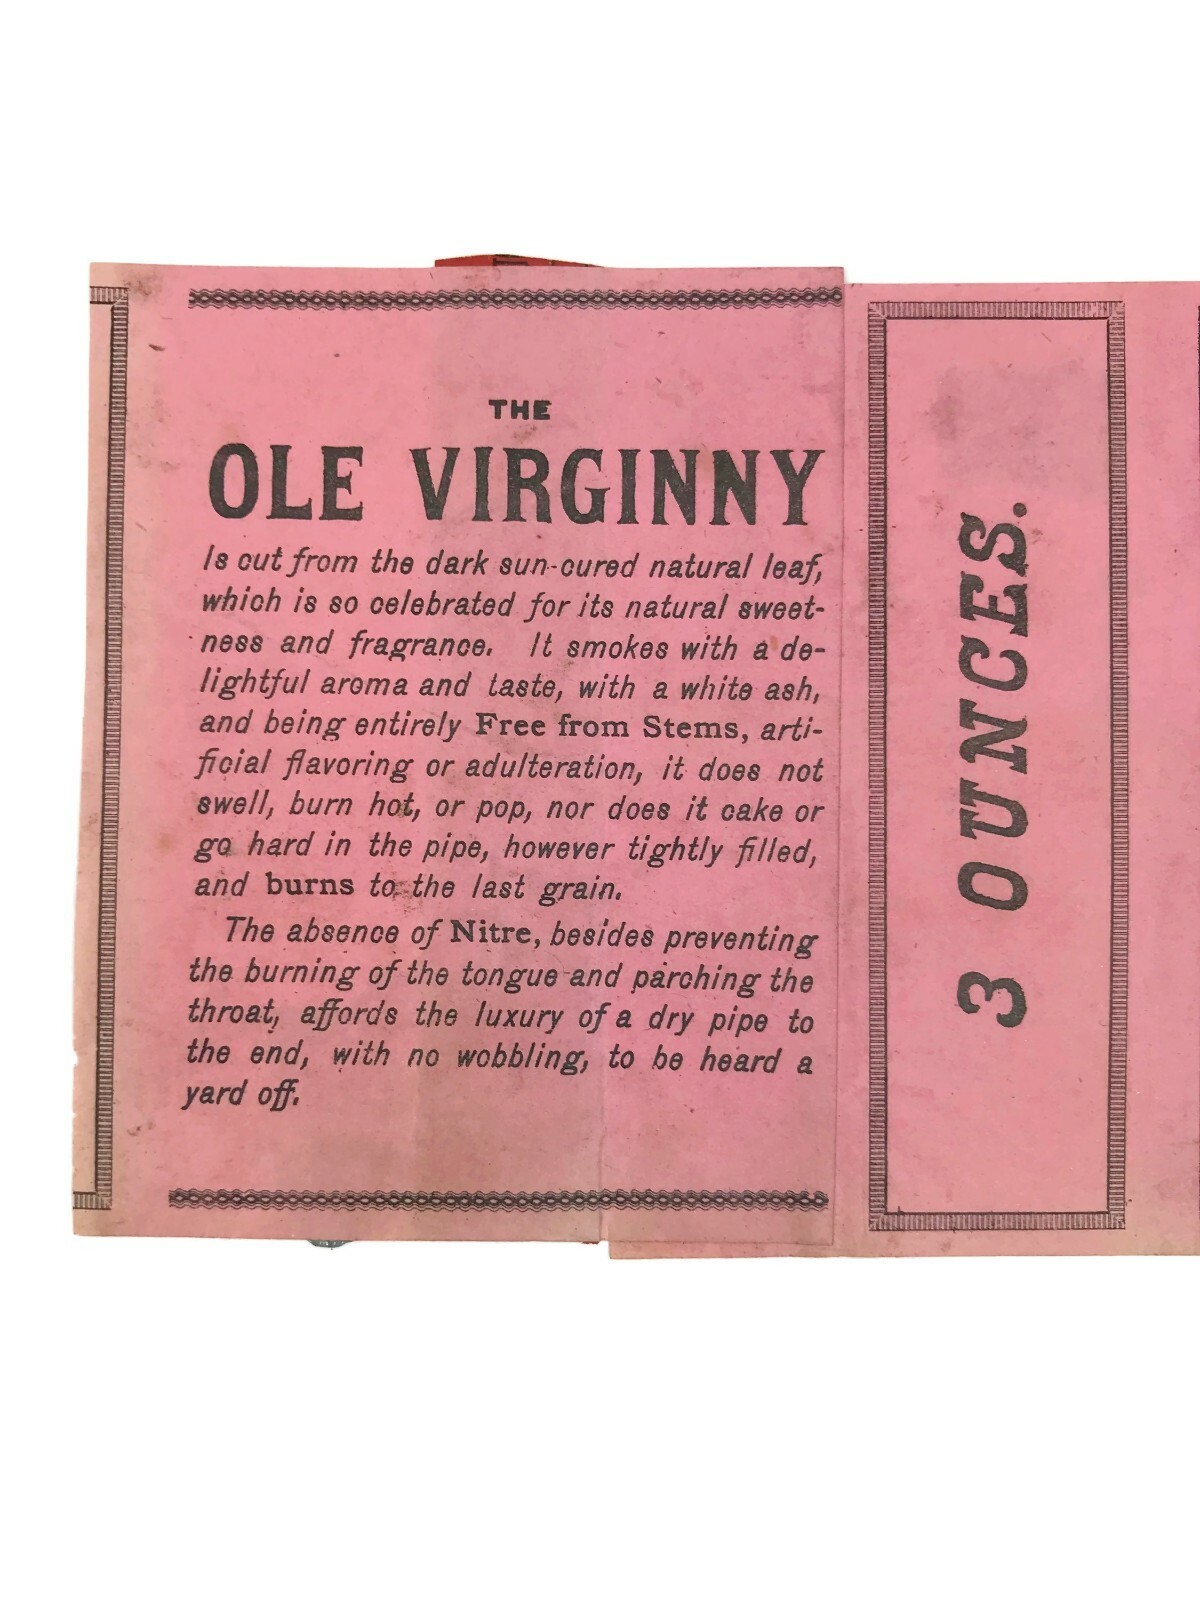 THE
OLE VIRGINNY
Is cut from the dark sun-cured natural leaf,
which is so celebrated for its natural sweet-
ness and fragrance. It smokes with a de-
lightful aroma and taste, with a white ash,
and being entirely Free from Stems, arti-
ficial flavoring or adulteration, it does not
swell, burn hot, or pop, nor does it cake or
go hard in the pipe, however tightly filled,
and burns to the last grain.
The absence of Nitre, besides preventing
the burning of the tongue and parching the
throat, affords the luxury of a dry pipe to
the end, with no wobbling, to be heard a
yard off.
3 OUNCES.